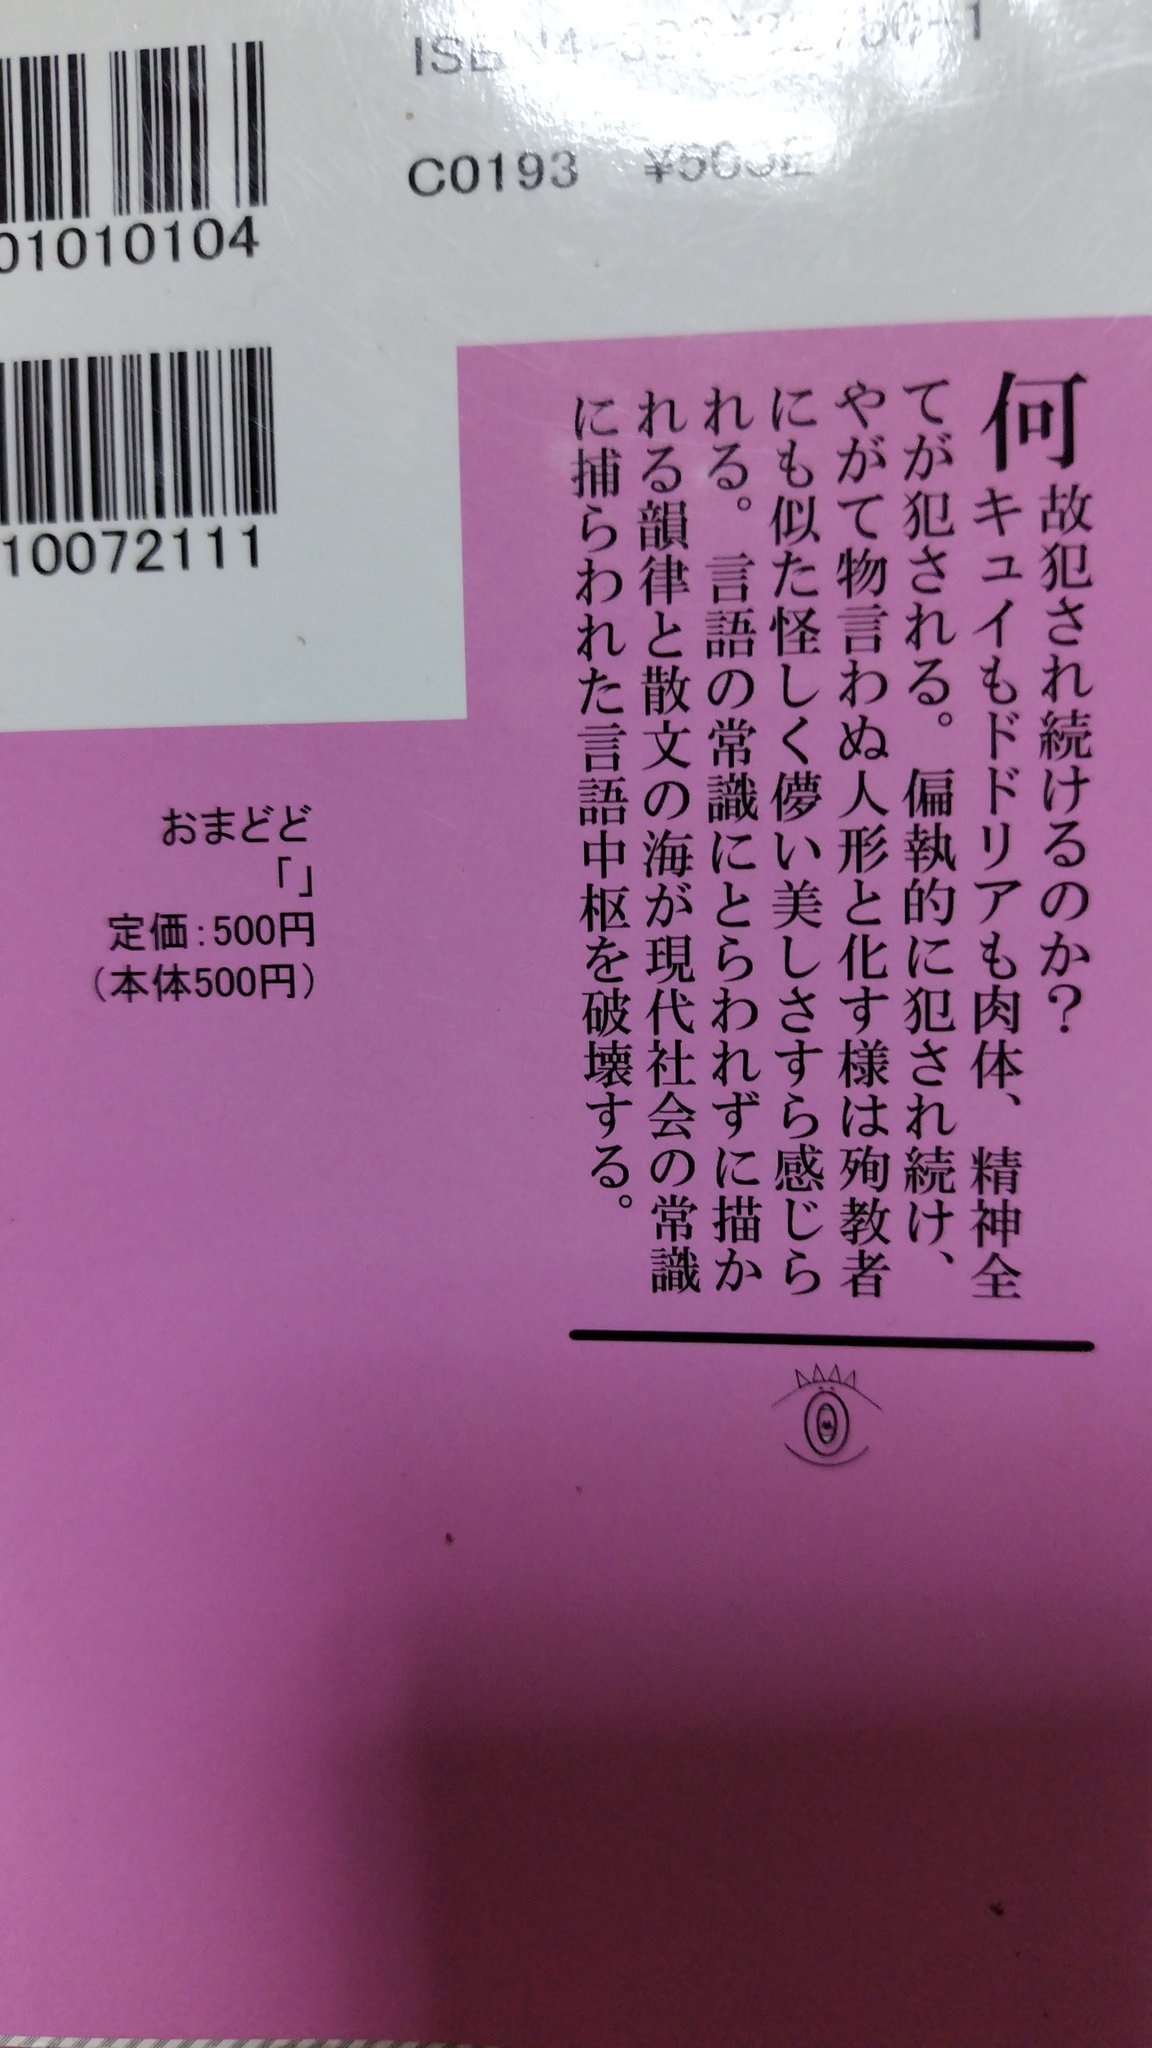 C0193
01010104
10072111
何故犯され続けるのか?
キュイもドドリアも肉体、精神全
てが犯される。偏執的に犯され続け、
やがて物言わぬ人形と化す様は殉教者
にも似た怪しく儚い美しさすら感じら
れる。言語の常識にとらわれずに描か
れる韻律と散文の海が現代社会の常識
に捕らわれた言語中枢を破壊する。
おまどど
「」
定価:500円
(本体500円)